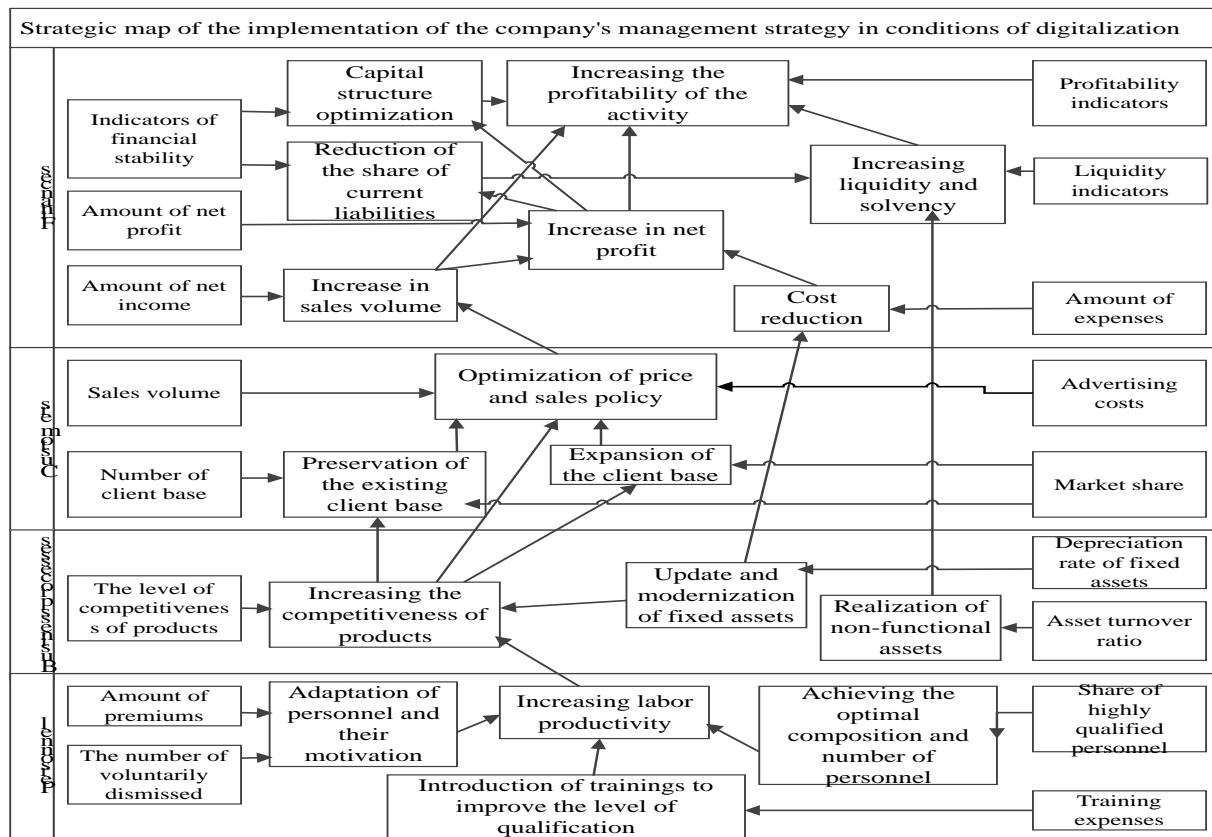 Strategic map of the implementation of the company's management strategy in conditions of digitalization
Finances
Indicators of
financial
stability
Capital
structure
optimization
Increasing the
profitability of the
activity
Profitability
indicators
Reduction of
the share of
current
liabilities
Increasing
liquidity and
solvency
Liquidity
indicators
Amount of net
profit
Increase in net
profit
Amount of net
income
Increase in
sales volume
Cost
reduction
Amount of
expenses
Customers
Sales volume
Optimization of price
and sales policy
Advertising
costs
Number of
client base
Preservation of
the existing
client base
Expansion of
the client base
Market share
Business processes
The level of
competitivenes
s of products
Increasing the
competitiveness of
products
Update and
modernization
of fixed assets
Depreciation
rate of fixed
assets
Realization of
non-functional
assets
Asset turnover
ratio
Personnel
Amount of
premiums
Adaptation of
personnel and
their
motivation
Increasing labor
productivity
Achieving the
optimal
composition and
number of
personnel
Share of
highly
qualified
personnel
The number of
voluntarily
dismissed
Introduction of trainings to
improve the level of
qualification
Training
expenses